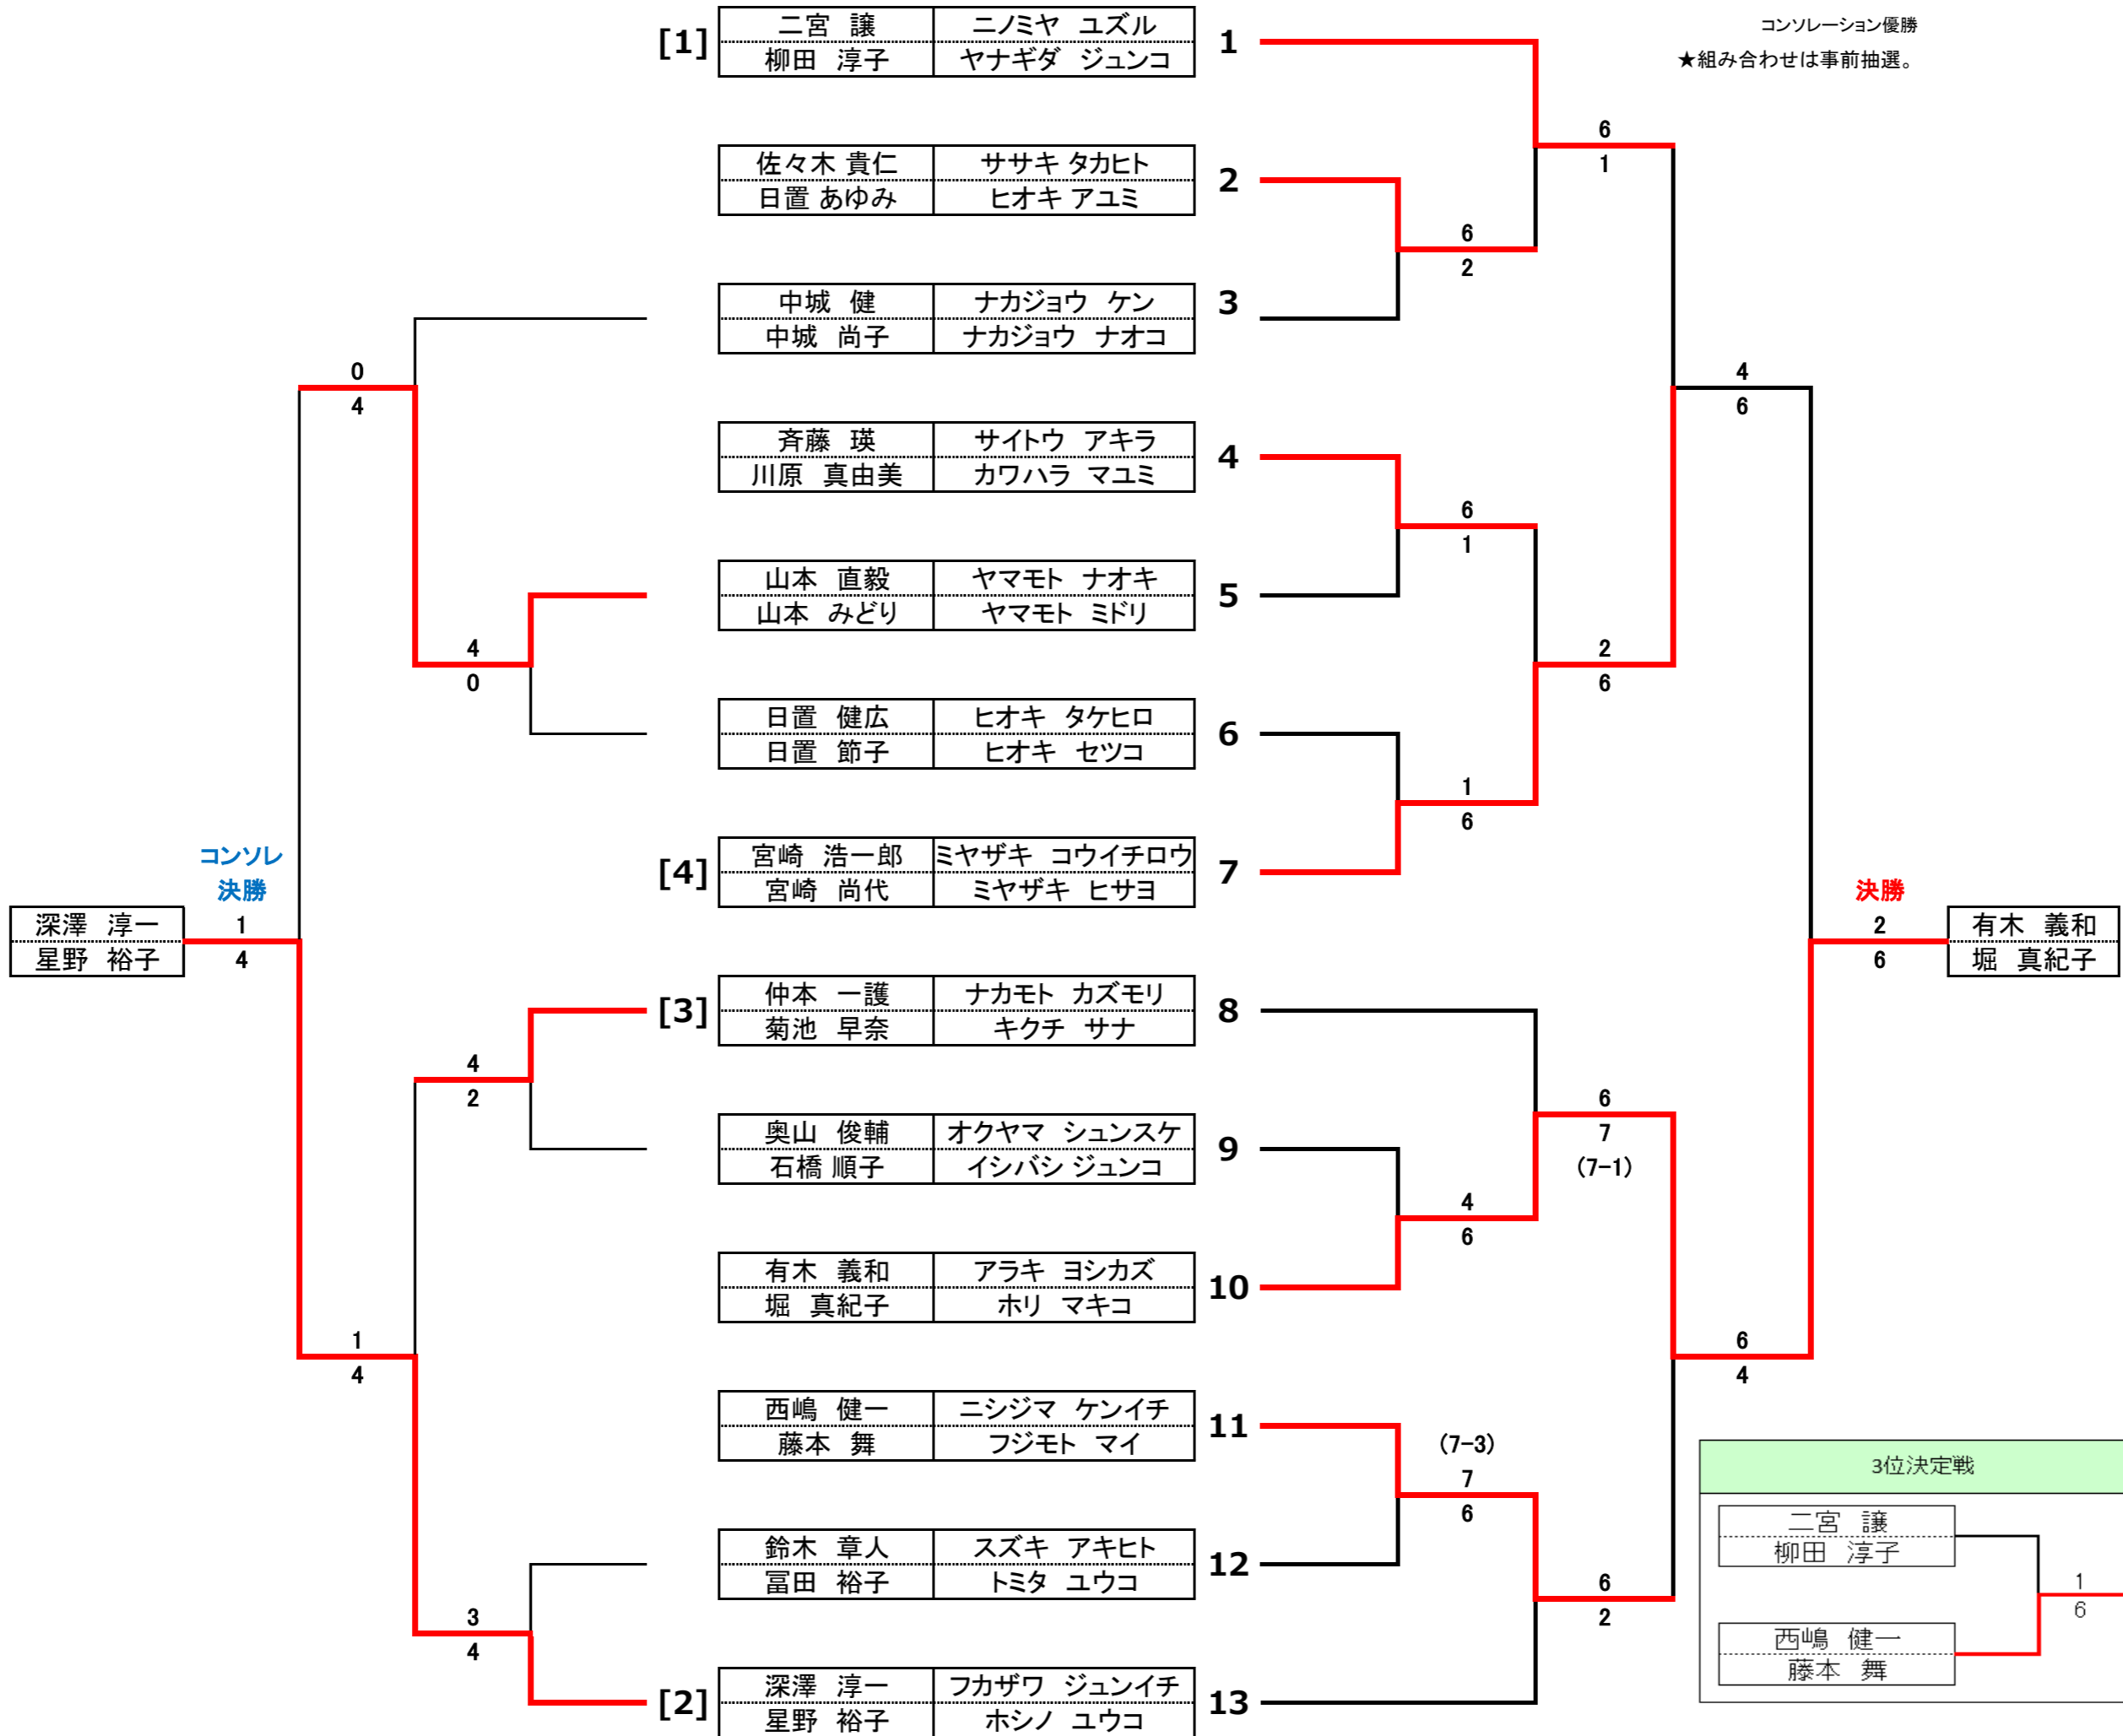 コンソレーション優勝
★組み合わせは事前抽選。
[1] 二宮 譲 ニノミヤ ユズル 1
柳田 淳子 ヤナギダ ジュンコ
6
1
佐々木 貴仁 ササキ タカヒト 2
日置 あゆみ ヒオキ アユミ
6
2
中城 健 ナカジョウ ケン 3
中城 尚子 ナカジョウ ナオコ
0
4
4
6
斉藤 瑛 サイトウ アキラ 4
川原 真由美 カワハラ マユミ
6
1
山本 直毅 ヤマモト ナオキ 5
山本 みどり ヤマモト ミドリ
4
0
2
6
日置 健広 ヒオキ タケヒロ 6
日置 節子 ヒオキ セツコ
1
6
[4] 宮崎 浩一郎 ミヤザキ コウイチロウ 7
宮崎 尚代 ミヤザキ ヒサヨ
コンソレ
決勝
深澤 淳一 1
星野 裕子 4
決勝
2 有木 義和
6 堀 真紀子
[3] 仲本 一護 ナカモト カズモリ 8
菊池 早奈 キクチ サナ
4
2
6
7
(7-1)
奥山 俊輔 オクヤマ シュンスケ 9
石橋 順子 イシバシ ジュンコ
4
6
有木 義和 アラキ ヨシカズ 10
堀 真紀子 ホリ マキコ
1
4
6
4
西嶋 健一 ニシジマ ケンイチ 11
藤本 舞 フジモト マイ
(7-3)
7
6
鈴木 章人 スズキ アキヒト 12
冨田 裕子 トミタ ユウコ
3
4
6
2
[2] 深澤 淳一 フカザワ ジュンイチ 13
星野 裕子 ホシノ ユウコ
3位決定戦
二宮 譲
柳田 淳子
1
6
西嶋 健一
藤本 舞